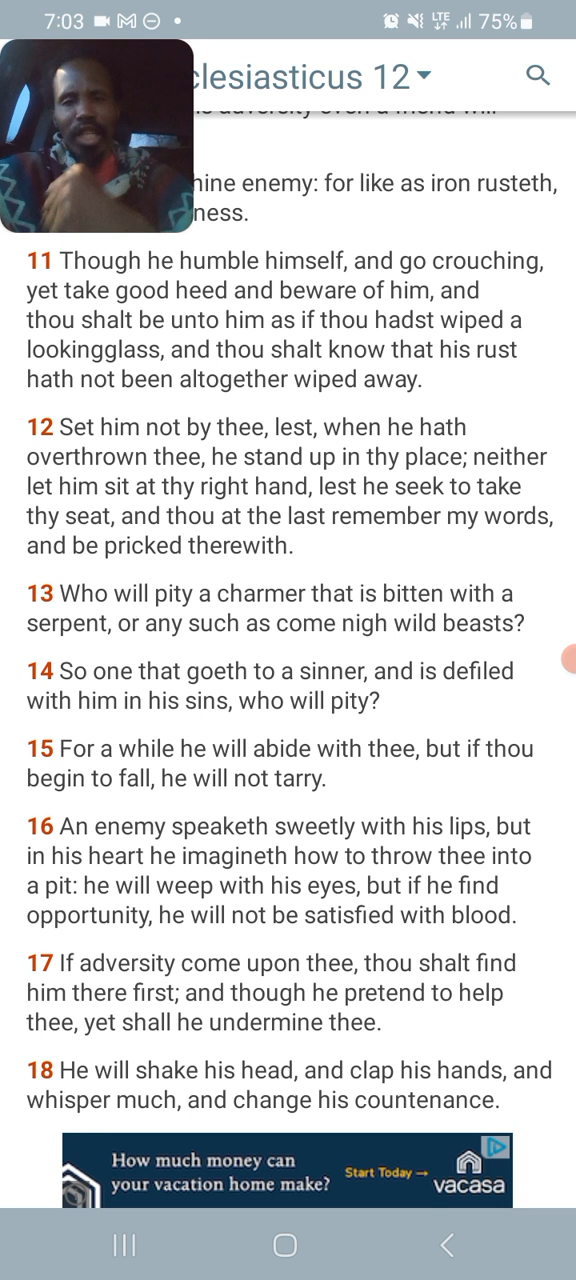 7:03 M LTE 75%
clesiasticus 12
hine enemy: for like as iron rusteth,
ness.
11 Though he humble himself, and go crouching,
yet take good heed and beware of him, and
thou shalt be unto him as if thou hadst wiped a
lookingglass, and thou shalt know that his rust
hath not been altogether wiped away.
12 Set him not by thee, lest, when he hath
overthrown thee, he stand up in thy place; neither
let him sit at thy right hand, lest he seek to take
thy seat, and thou at the last remember my words,
and be pricked therewith.
13 Who will pity a charmer that is bitten with a
serpent, or any such as come nigh wild beasts?
14 So one that goeth to a sinner, and is defiled
with him in his sins, who will pity?
15 For a while he will abide with thee, but if thou
begin to fall, he will not tarry.
16 An enemy speaketh sweetly with his lips, but
in his heart he imagineth how to throw thee into
a pit: he will weep with his eyes, but if he find
opportunity, he will not be satisfied with blood.
17 If adversity come upon thee, thou shalt find
him there first; and though he pretend to help
thee, yet shall he undermine thee.
18 He will shake his head, and clap his hands, and
whisper much, and change his countenance.
How much money can
your vacation home make?
Start Today →
vacasa